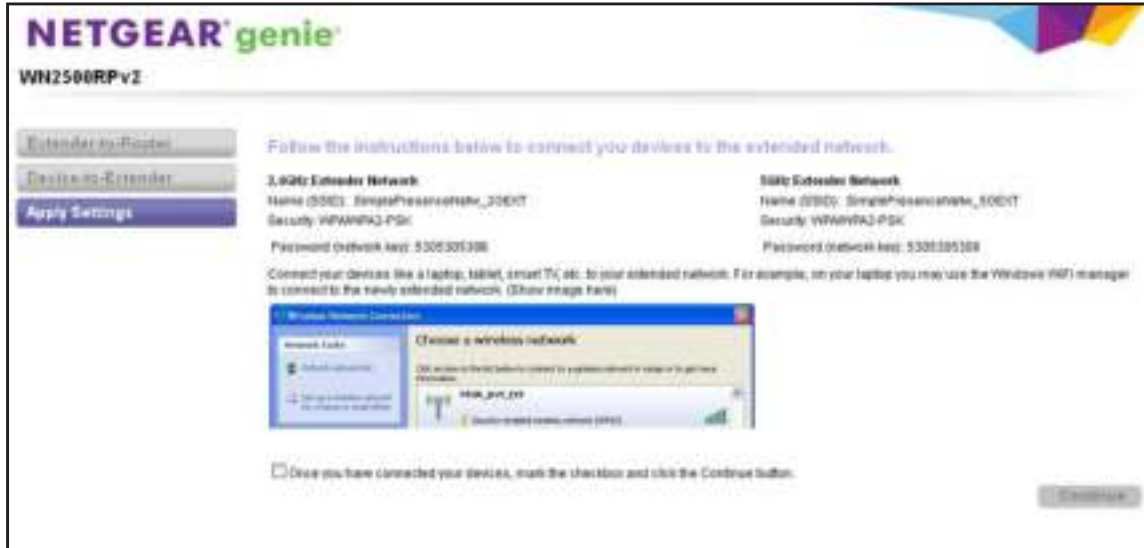 NETGEAR genie
WN2500RPv2
Extender-to-Router
Device-to-Extender
Apply Settings
Follow the instructions below to connect you devices to the extended network.
2.4GHz Extender Network
Name (SSID):
Security: WPA/WPA2-PSK
Password (network key): 5305305308
5GHz Extender Network
Name (SSID):
Security: WPA/WPA2-PSK
Password (network key): 5305305308
Connect your devices like a laptop, tablet, smart TV, etc. to your extended network. For example, on your laptop you may use the Windows WiFi manager
to connect to the newly extended network. (Show image here)
Wireless Network Connection
Network Tasks
Choose a wireless network
Once you have connected your devices, mark the checkbox and click the Continue button.
Continue